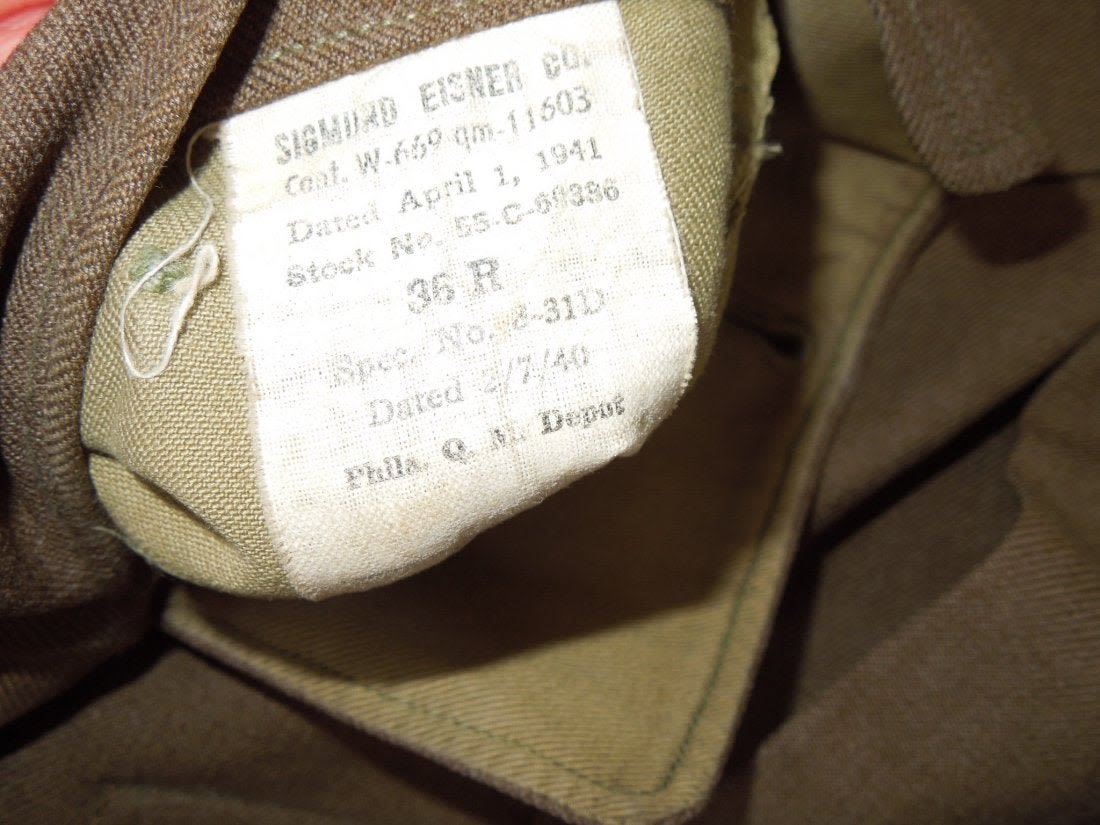 SIGMUND EISNER CO.
Cont. W-669 qm-11603
Dated April 1, 1941
Stock No. 55-C-69386
36 R
Spec. No. 8-31D
Dated 2/7/40
Phila. Q. M. Depot